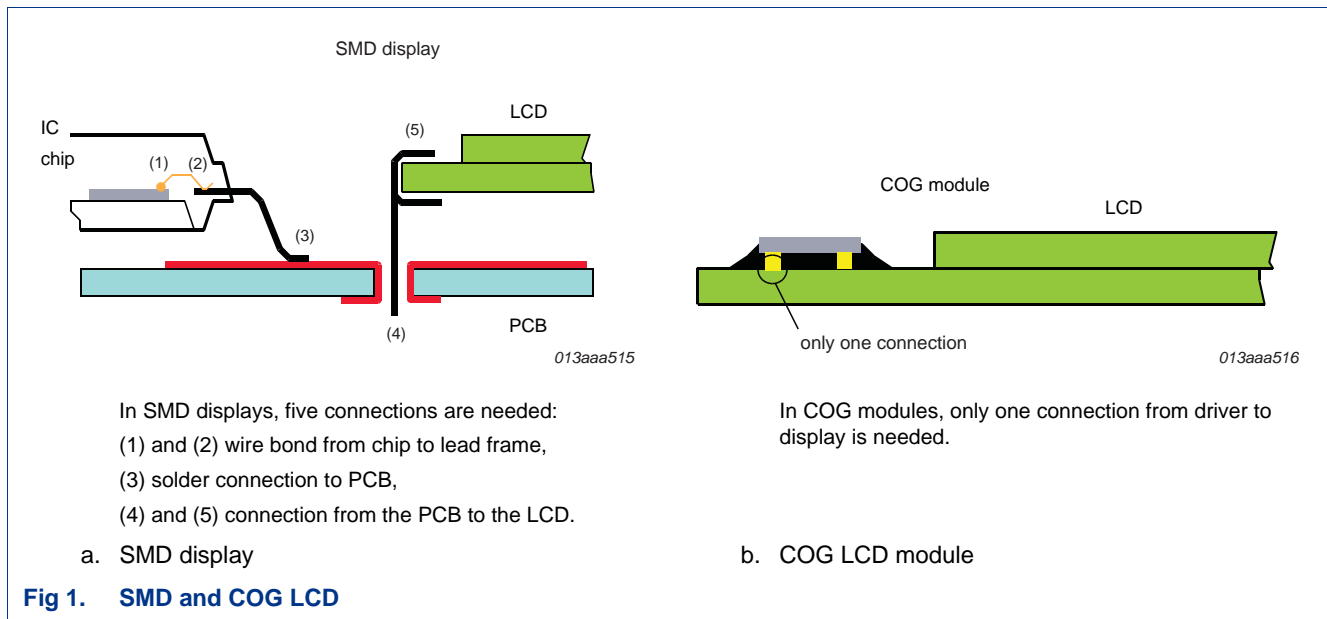 SMD display
IC
chip
(1)
(2)
(3)
(5)
LCD
(4)
PCB
013aaa515
In SMD displays, five connections are needed:
(1) and (2) wire bond from chip to lead frame,
(3) solder connection to PCB,
(4) and (5) connection from the PCB to the LCD.
a. SMD display
COG module
LCD
only one connection
013aaa516
In COG modules, only one connection from driver to
display is needed.
b. COG LCD module
Fig 1. SMD and COG LCD